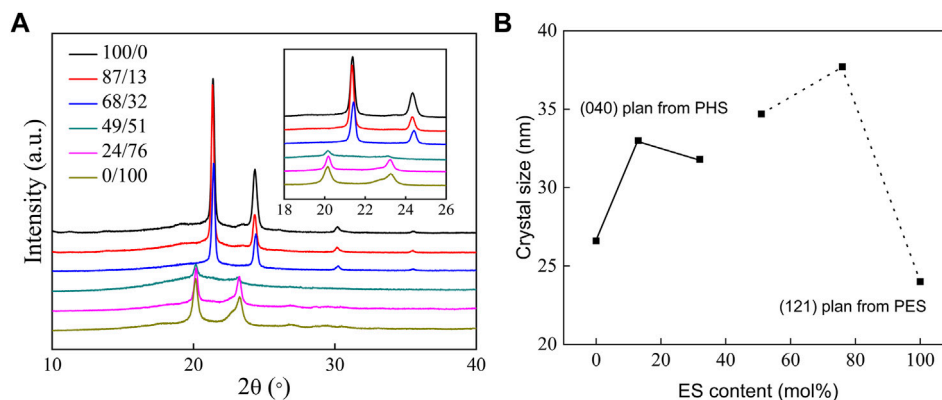 A
100/0
87/13
68/32
49/51
24/76
0/100
18 20 22 24 26
Intensity (a.u.)
10 20 30 40
2θ (°)
B
40
35
30
25
20
(040) plan from PHS
(121) plan from PES
Crystal size (nm)
0 20 40 60 80 100
ES content (mol%)